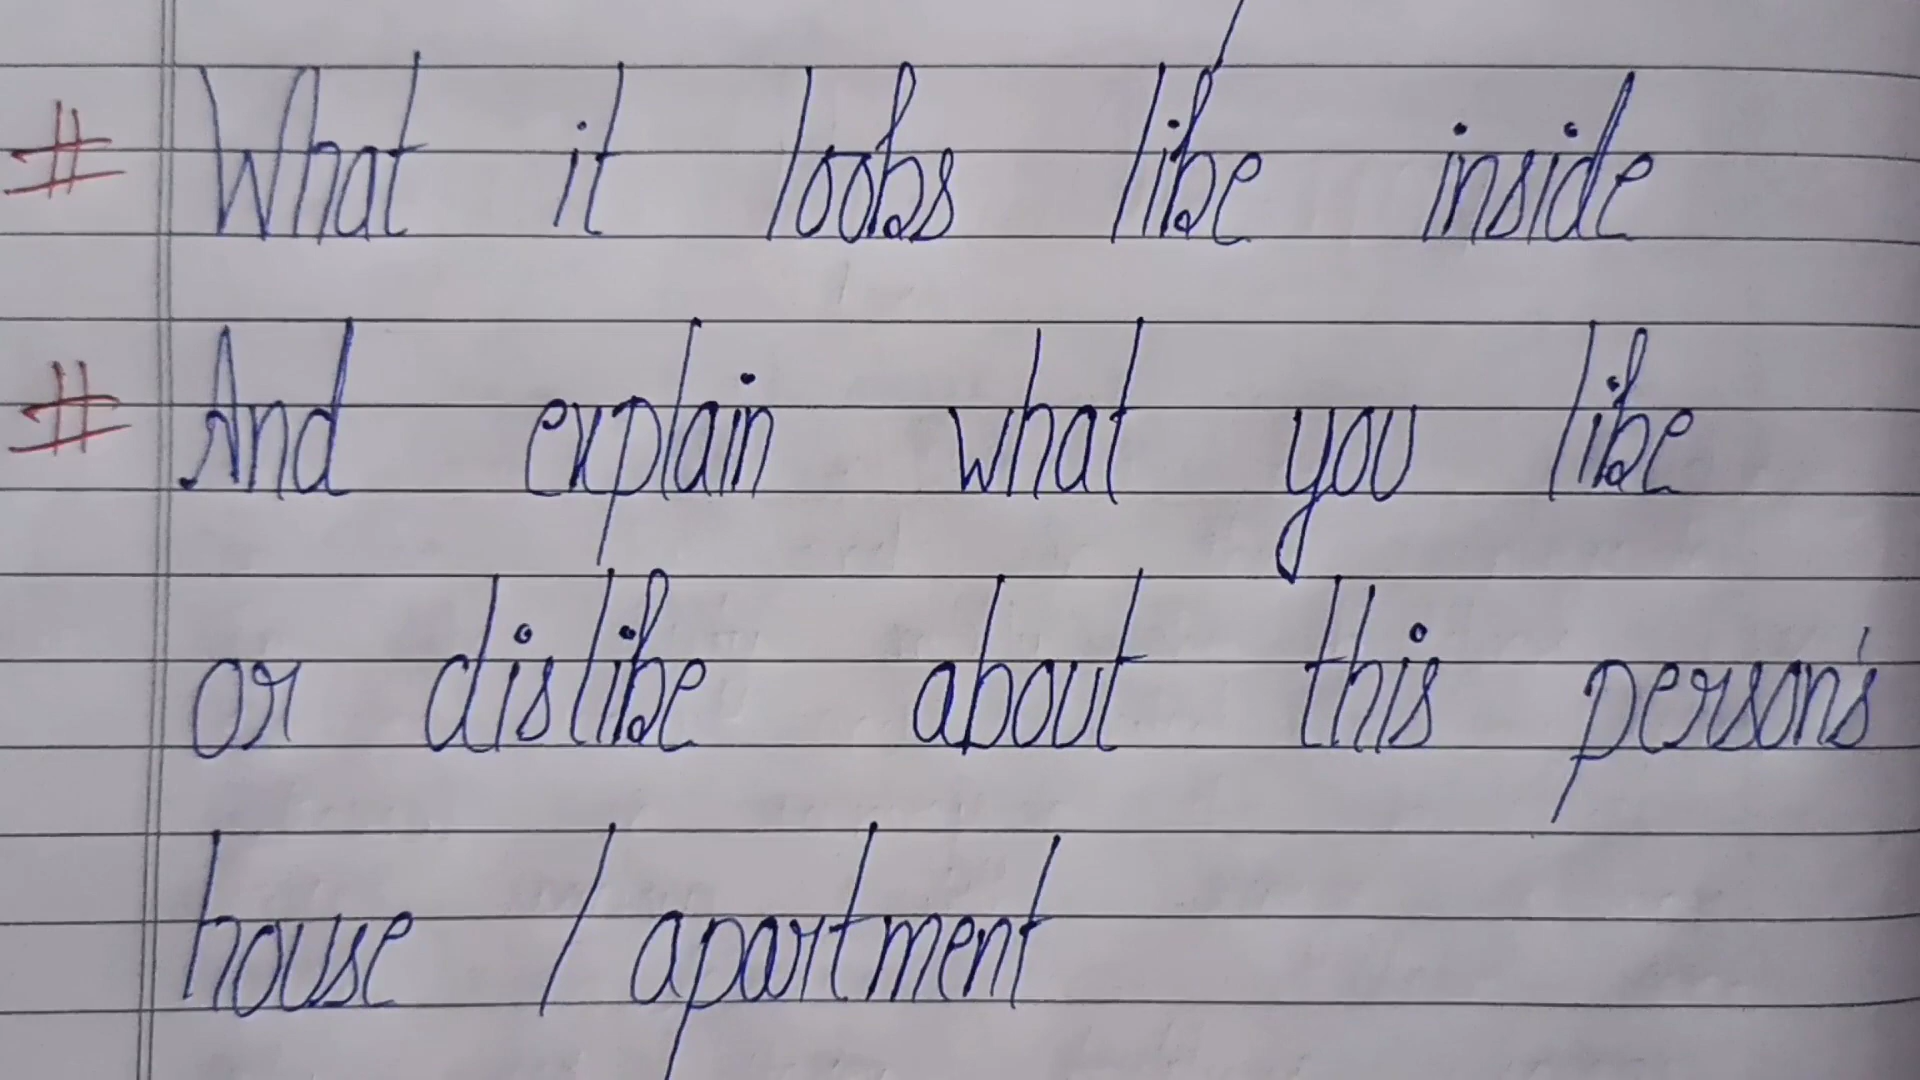 # What it looks like inside
# And explain what you like
or dislike about this person's
house / apartment